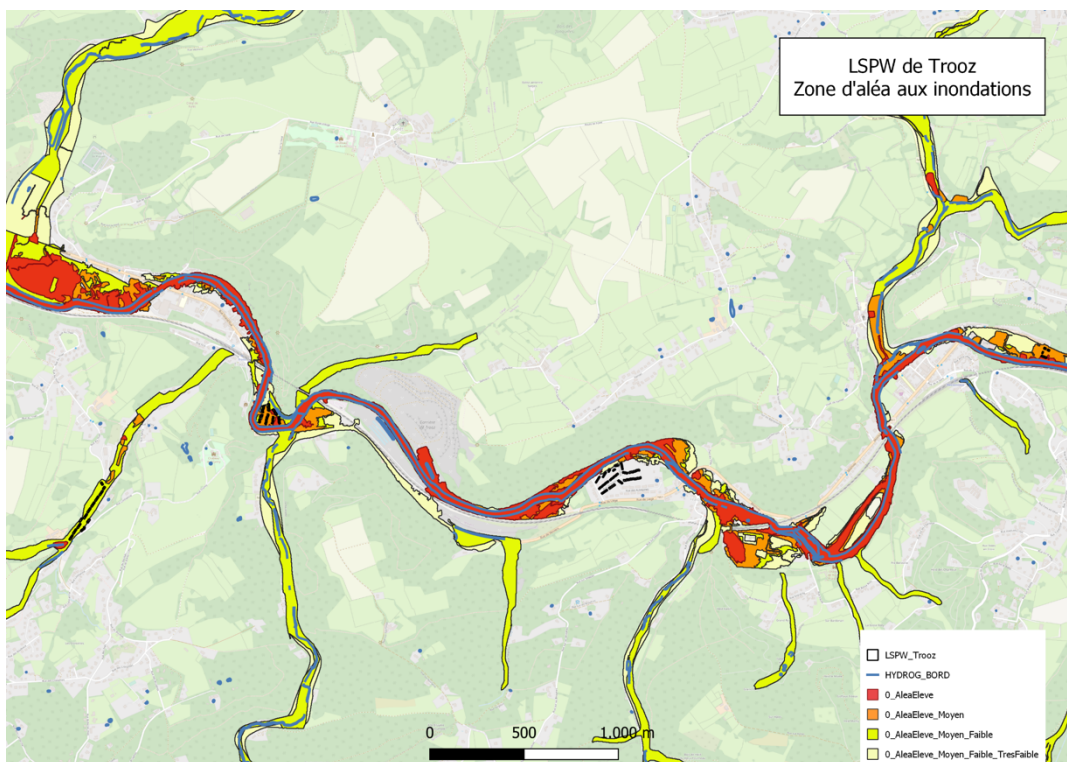 LSPW de Trooz
Zone d'aléa aux inondations
LSPW_Trooz
HYDROG_BORD
0_AleaEleve
0_AleaEleve_Moyen
0_AleaEleve_Moyen_Faible
0_AleaEleve_Moyen_Faible_TresFaible
0 500 1.000 m